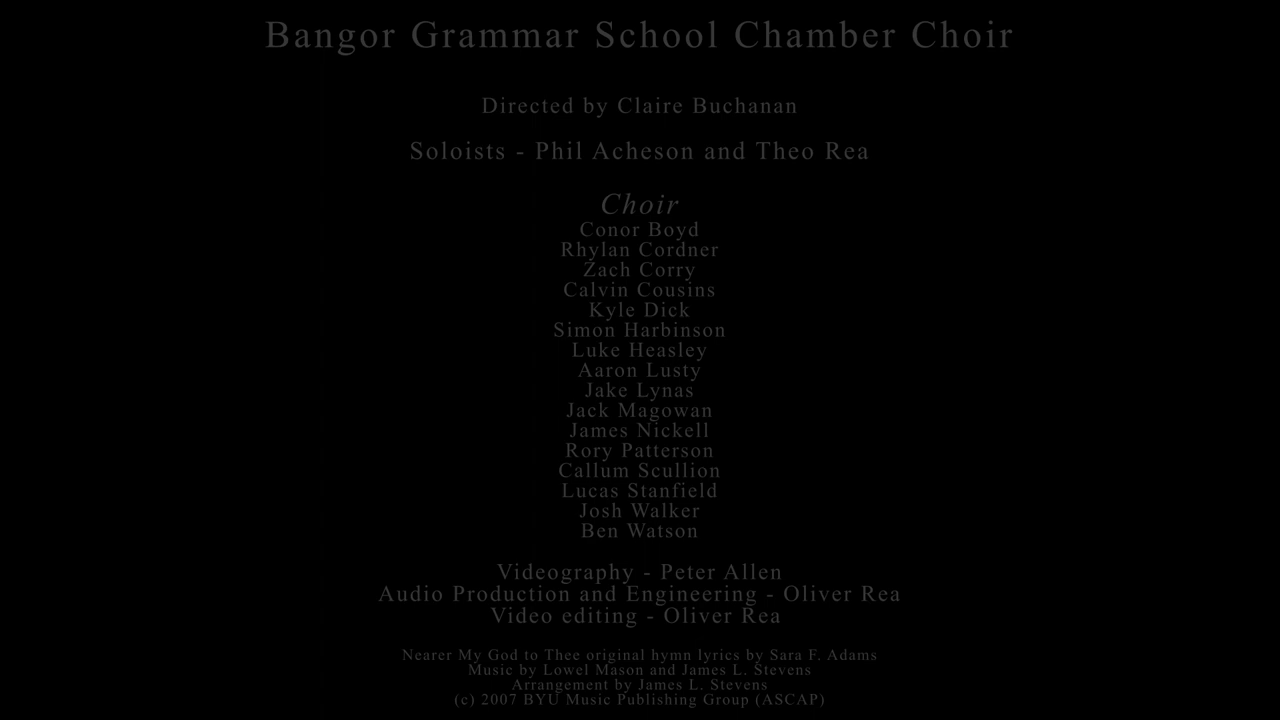 Bangor Grammar School Chamber Choir
Directed by Claire Buchanan
Soloists - Phil Acheson and Theo Rea
Choir
Conor Boyd
Rhylan Cordner
Zach Corry
Calvin Cousins
Kyle Dick
Simon Harbinson
Luke Heasley
Aaron Lusty
Jake Lynas
Jack Magowan
James Nickell
Rory Patterson
Callum Scullion
Lucas Stanfield
Josh Walker
Ben Watson
Videography - Peter Allen
Audio Production and Engineering - Oliver Rea
Video editing - Oliver Rea
Nearer My God to Thee original hymn lyrics by Sara F. Adams
Music by Lowel Mason and James L. Stevens
Arrangement by James L. Stevens
(c) 2007 BYU Music Publishing Group (ASCAP)